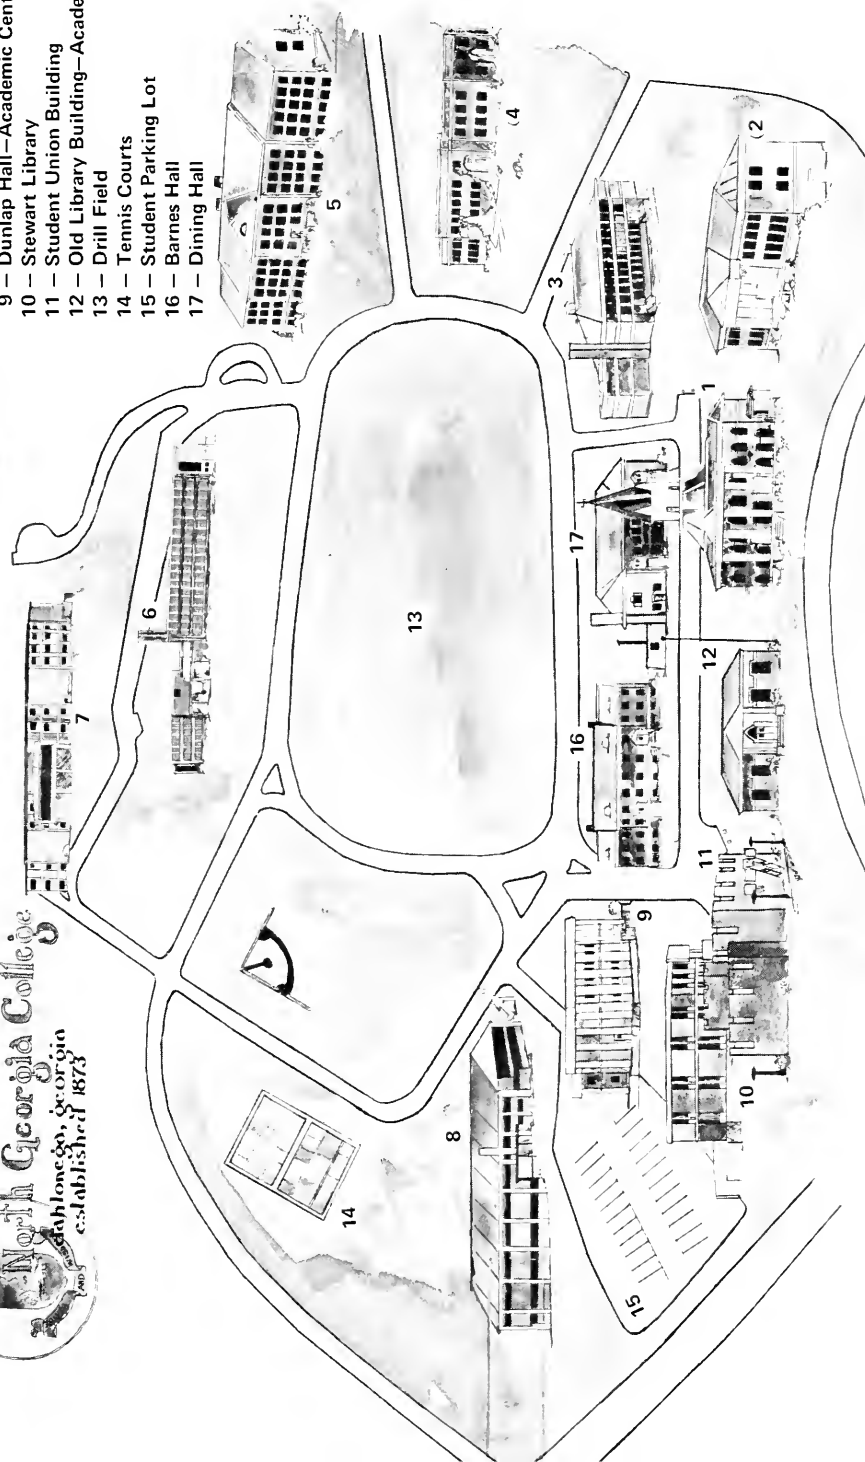 North Georgia College
dahlonega, georgia
established 1873
AND
9 – Dunlap Hall–Academic Cent
10 – Stewart Library
11 – Student Union Building
12 – Old Library Building–Acade
13 – Drill Field
14 – Tennis Courts
15 – Student Parking Lot
16 – Barnes Hall
17 – Dining Hall
7
6
5
4
13
14
8
3
2
17
16
1
12
9
11
10
15